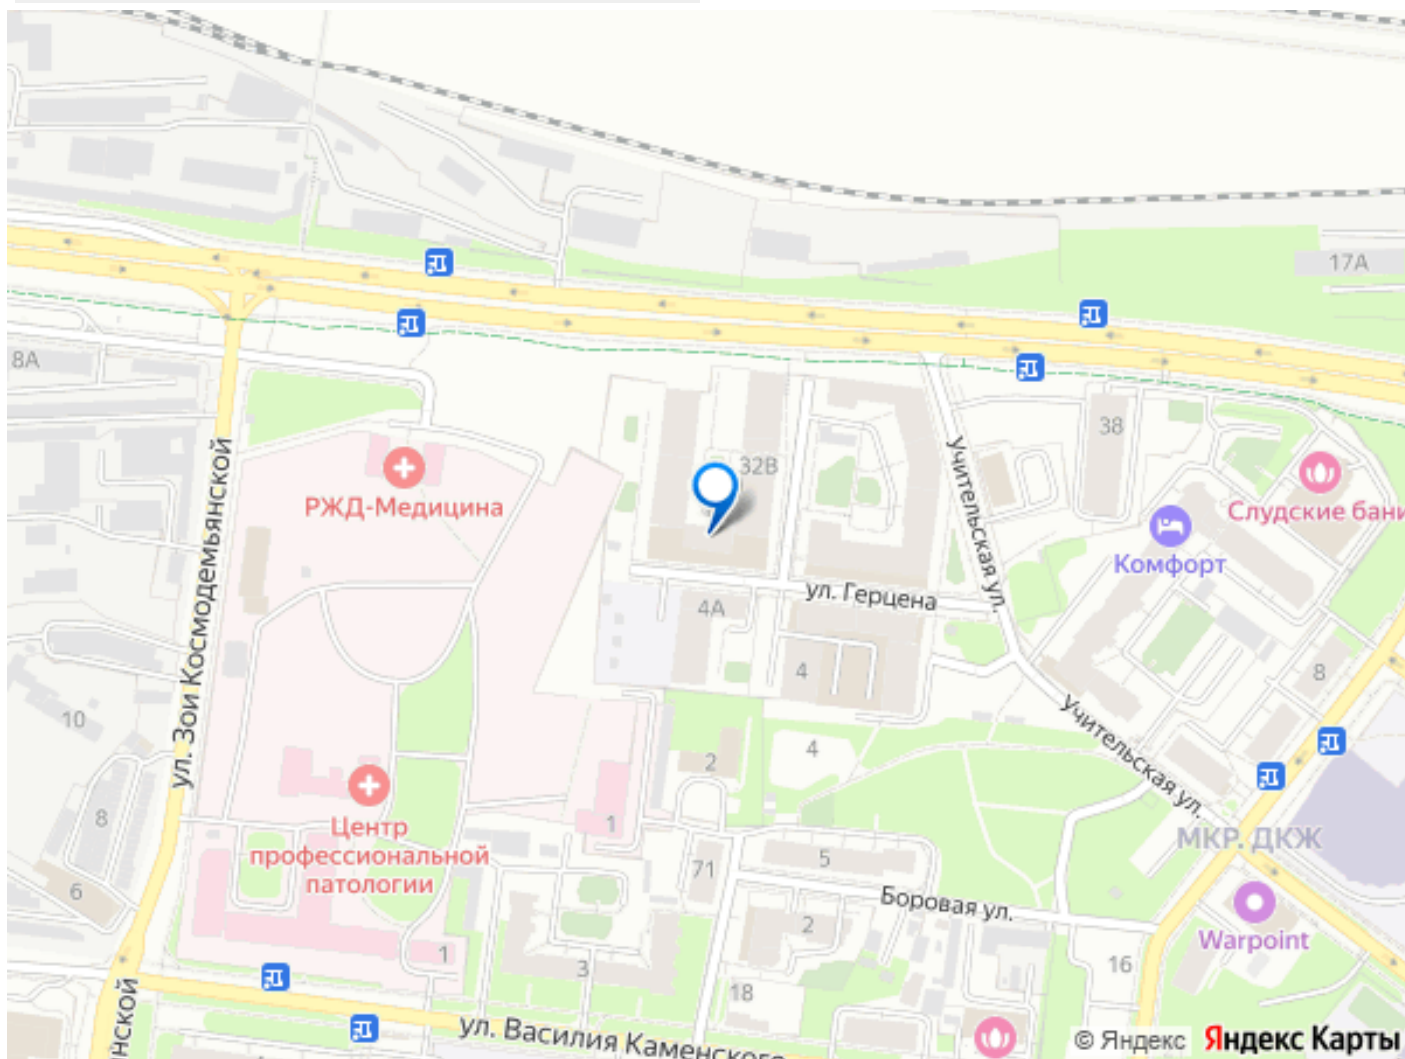 17А
8А
38
32В
ул. Зои Космодемьянской
Учительская ул.
РЖД-Медицина
Слудские бани
Комфорт
ул. Герцена
4А
4
8
10
Учительская ул.
4
2
8
1
МКР. ДКЖ
Центр
профессиональной
патологии
5
71
6
Боровая ул.
2
Warpoint
1
3
16
18
нской
ул. Василия Каменского
© Яндекс Яндекс Карты